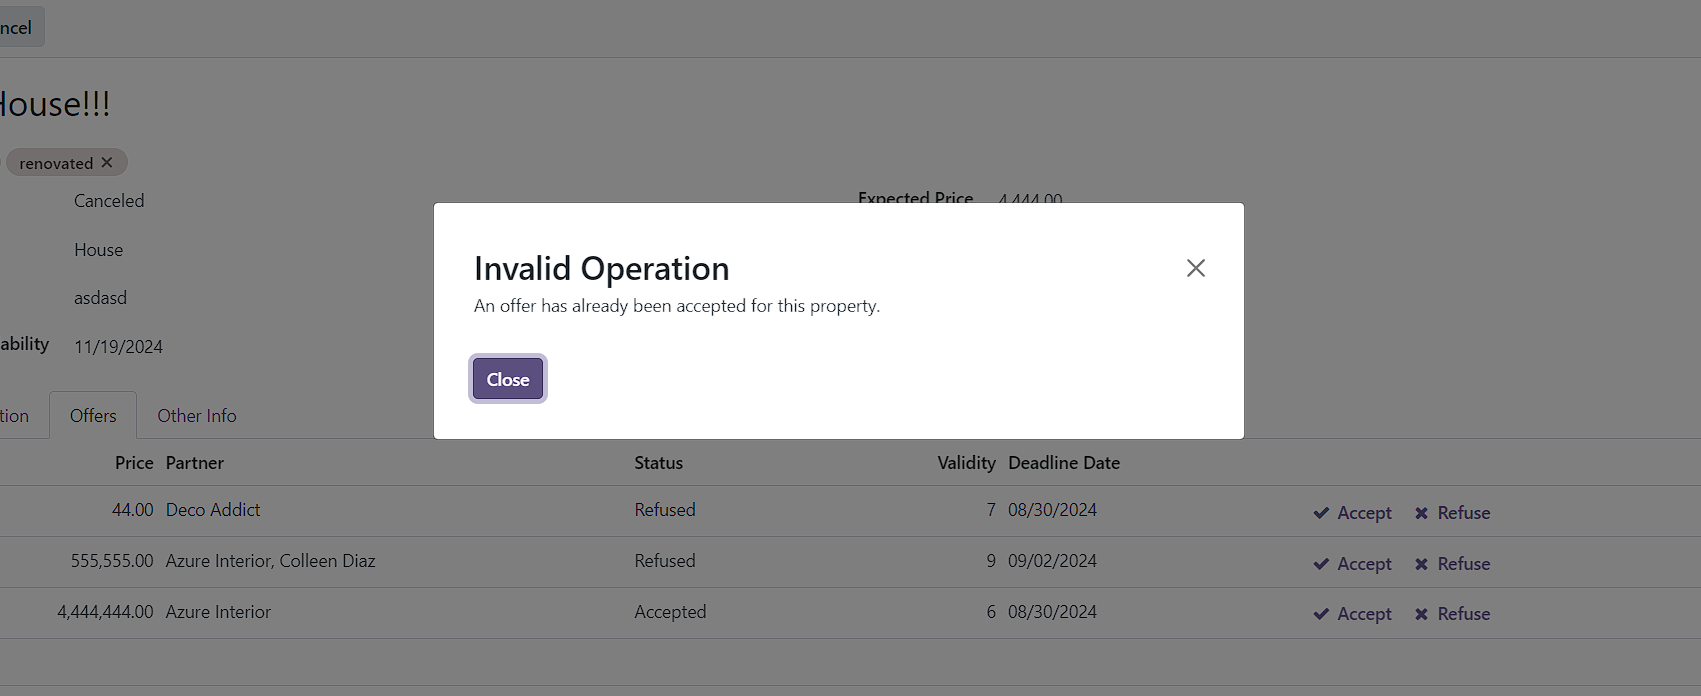 ncel
House!!!
renovated
Canceled
Expected Price 4,444.00
House
asdasd
ability 11/19/2024
Invalid Operation
An offer has already been accepted for this property.
Close
tion Offers Other Info
Price Partner Status Validity Deadline Date
44.00 Deco Addict Refused 7 08/30/2024 Accept Refuse
555,555.00 Azure Interior, Colleen Diaz Refused 9 09/02/2024 Accept Refuse
4,444,444.00 Azure Interior Accepted 6 08/30/2024 Accept Refuse